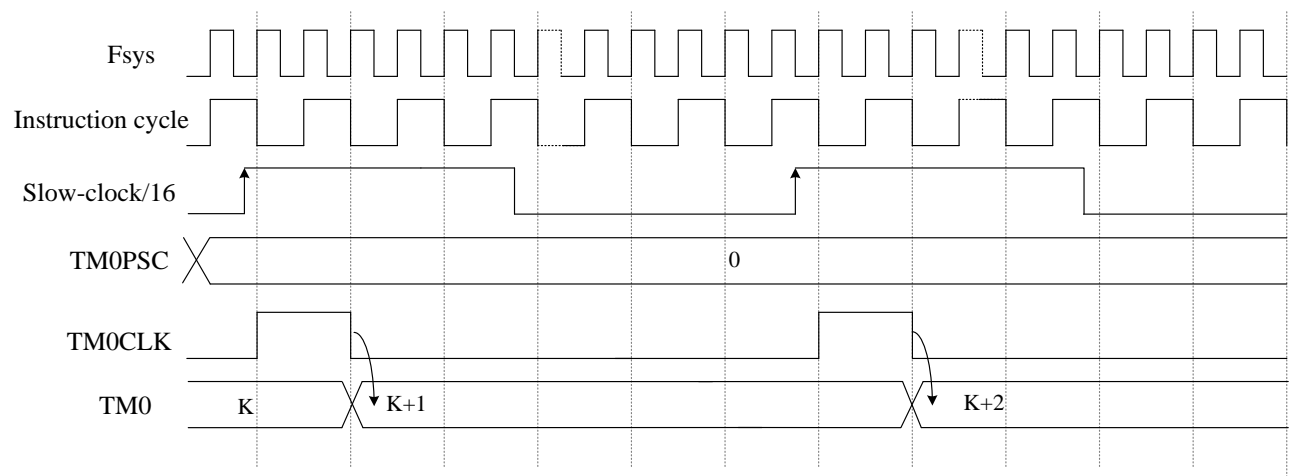 Fsys
Instruction cycle
Slow-clock/16
TM0PSC
0
TM0CLK
TM0
K
K+1
K+2